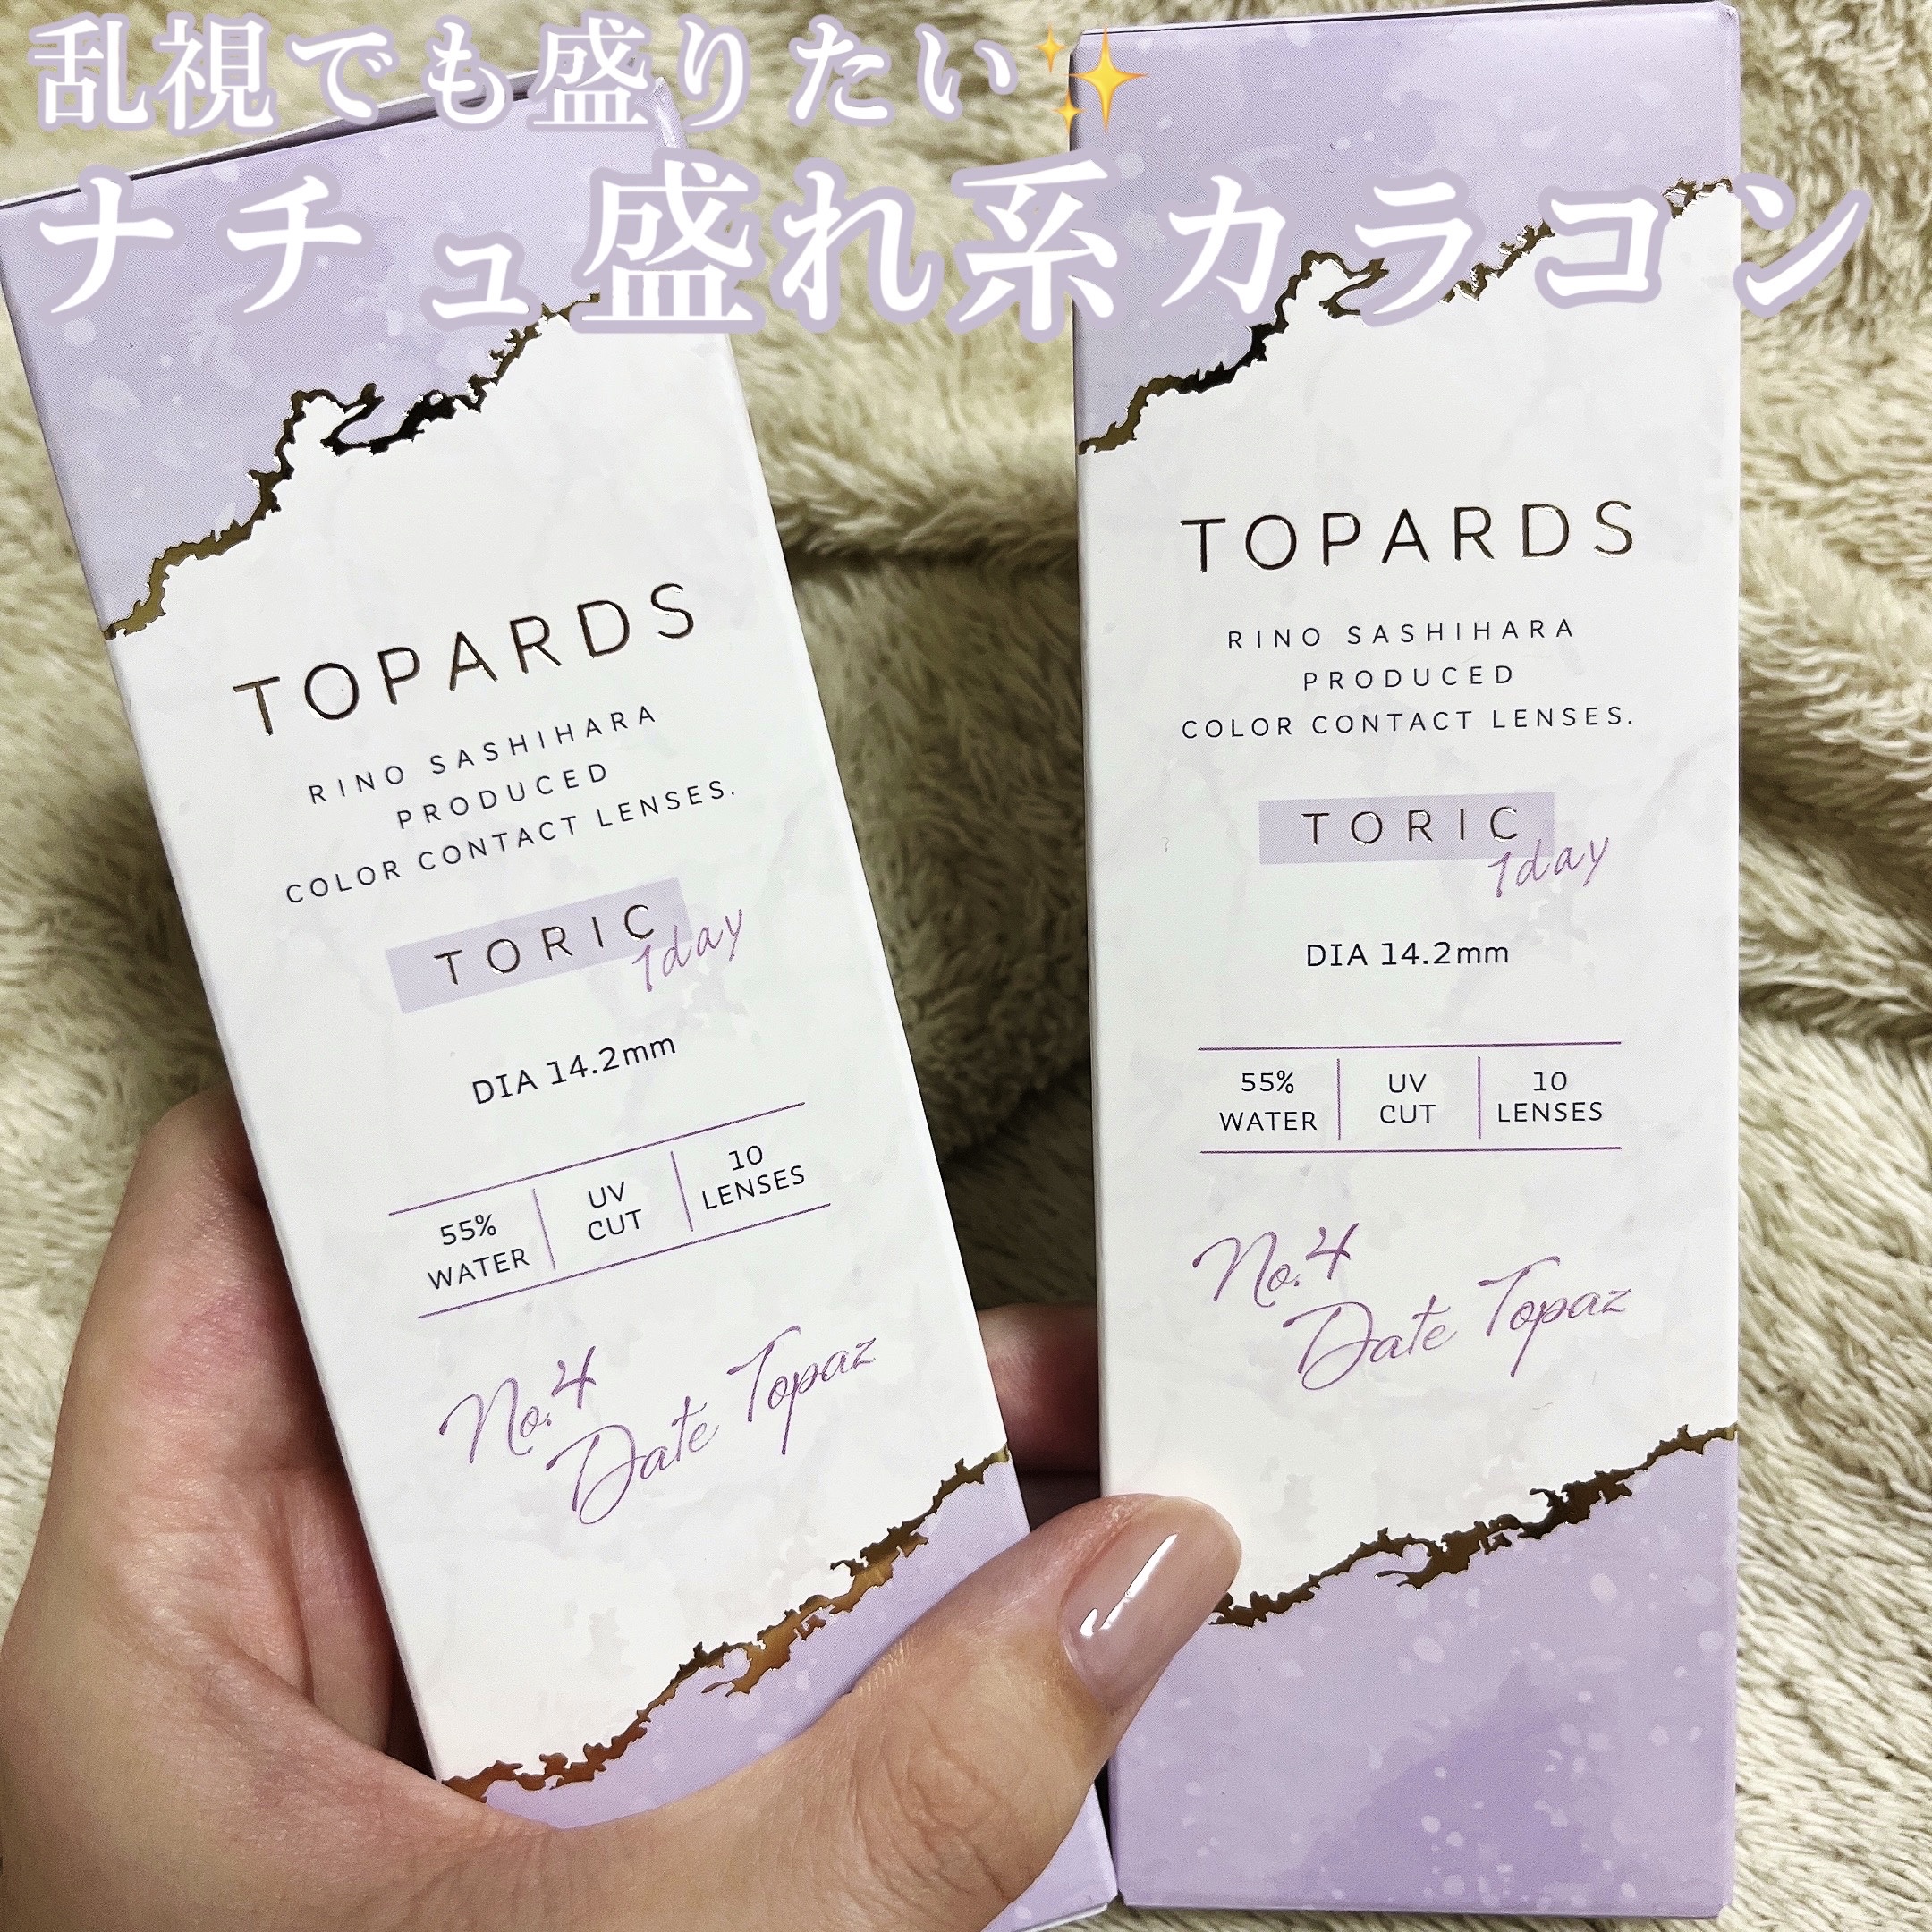 乱視でも盛りたい✨
ナチュ盛れ系カラコン
TOPARDS
RINO SASHIHARA
PRODUCED
COLOR CONTACT LENSES.
TORIC
1day
DIA 14.2mm
55%
WATER
UV
CUT
10
LENSES
No.4
Date Topaz
TOPARDS
RINO SASHIHARA
PRODUCED
COLOR CONTACT LENSES.
TORIC
1day
DIA 14.2mm
55%
WATER
UV
CUT
10
LENSES
No.4
Date Topaz